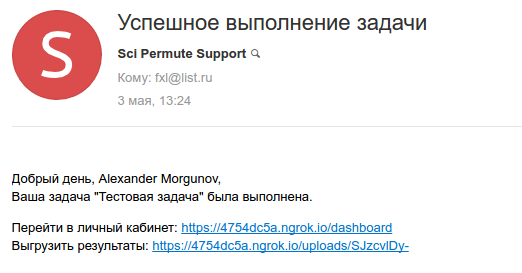 S
Успешное выполнение задачи
Sci Permute Support
Кому: fxl@list.ru
3 мая, 13:24
Добрый день, Alexander Morgunov,
Ваша задача "Тестовая задача" была выполнена.
Перейти в личный кабинет: https://4754dc5a.ngrok.io/dashboard
Выгрузить результаты: https://4754dc5a.ngrok.io/uploads/SJzcvlDy-